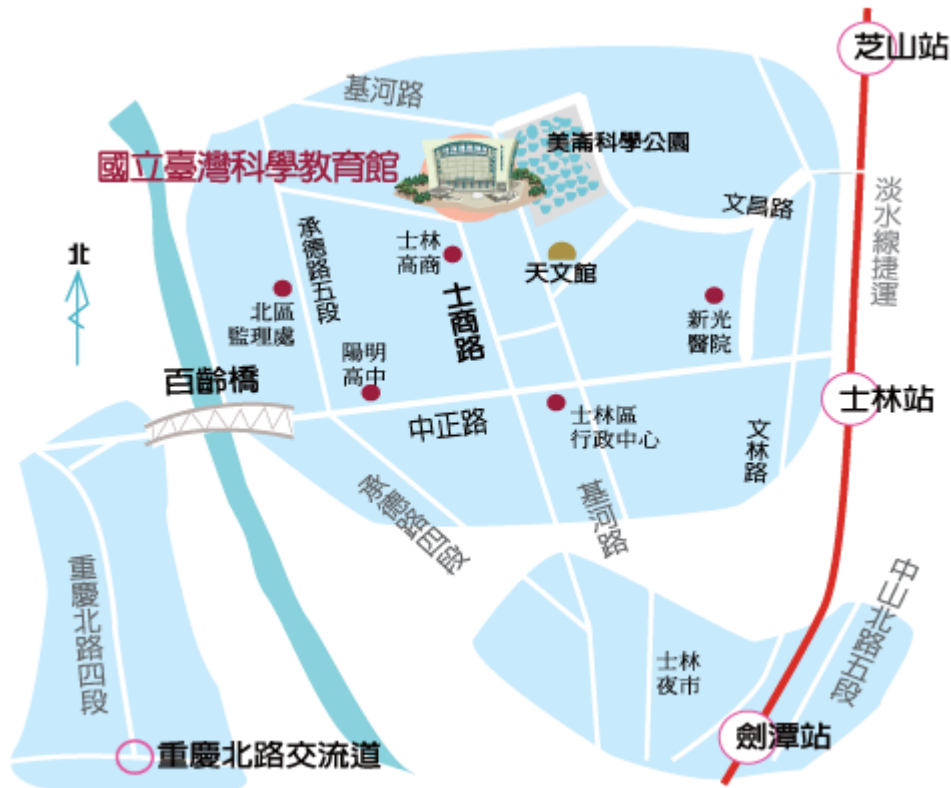 芝山站
基河路
美崙科學公園
國立臺灣科學教育館
文昌路
淡水線捷運
北
承德路五段
士林
高商
天文館
士商路
北區
監理處
新光
醫院
陽明
高中
百齡橋
士林站
中正路
士林區
行政中心
文林路
承德路四段
基河路
重慶北路四段
中山北路五段
士林
夜市
劍潭站
重慶北路交流道